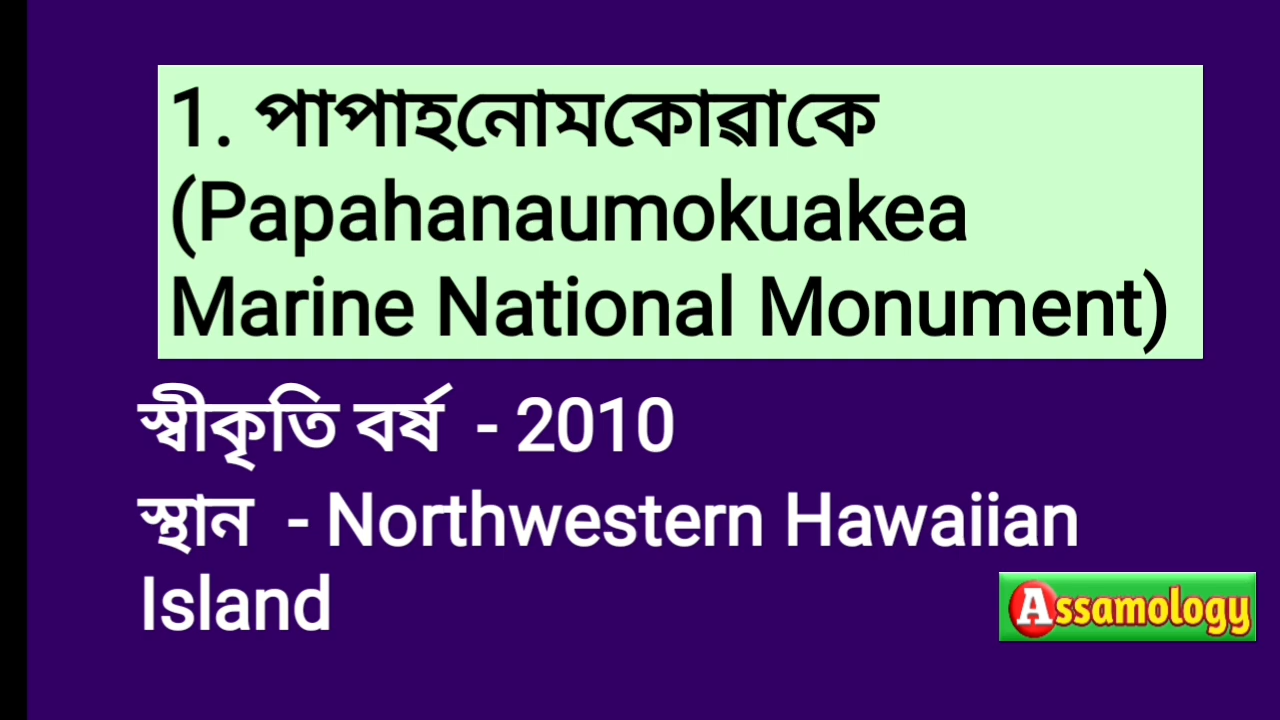 1. পাপাহনোমকোৱাকে
(Papahanaumokuakea
Marine National Monument)
স্বীকৃতি বৰ্ষ - 2010
স্থান - Northwestern Hawaiian
Island
Assamology